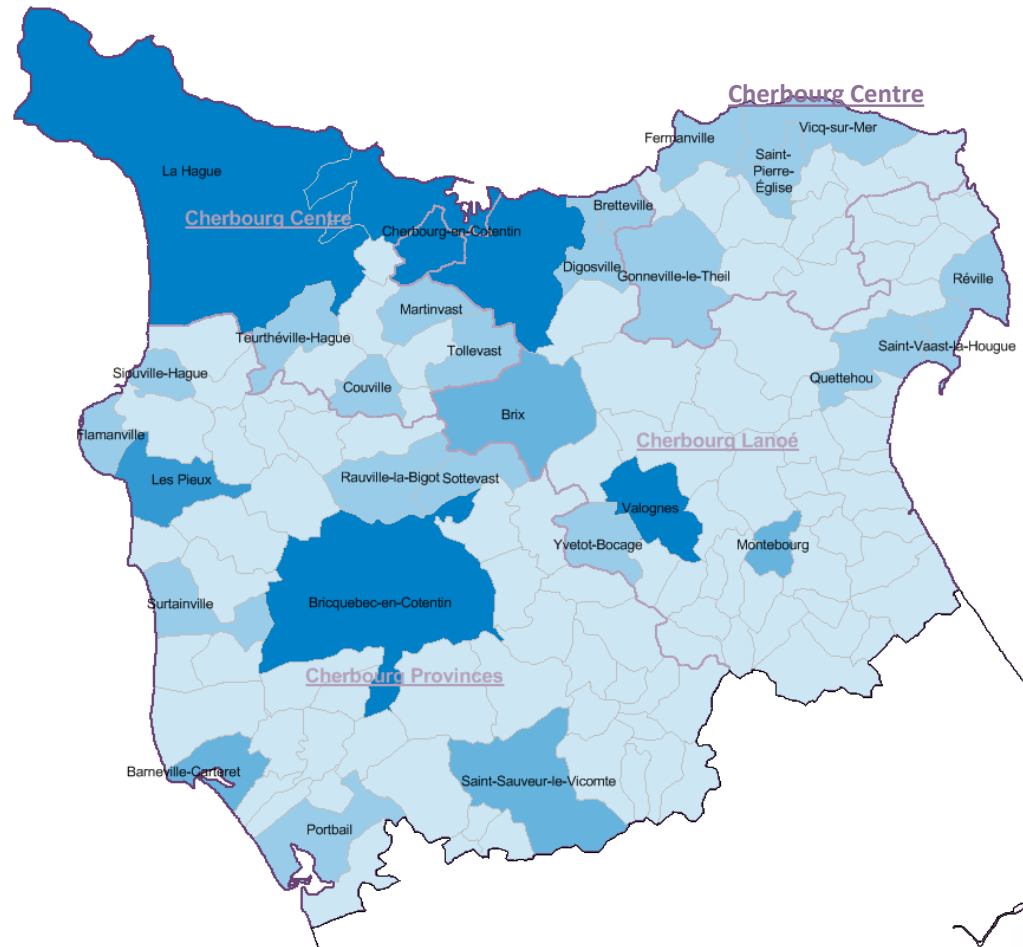 Cherbourg Centre
Vicq-sur-Mer
Fermanville
Saint-
Pierre-
Église
La Hague
Bretteville
Cherbourg Centre
Cherbourg-en-Cotentin
Digosville
Gonneville-le-Theil
Réville
Martinvast
Teurthéville-Hague
Saint-Vaast-la-Hougue
Tollevast
Siouville-Hague
Quettehou
Couville
Brix
Flamanville
Cherbourg Lanoé
Les Pieux
Rauville-la-Bigot
Sottevast
Valognes
Yvetot-Bocage
Montebourg
Surtainville
Bricquebec-en-Cotentin
Cherbourg Provinces
Barneville-Carteret
Saint-Sauveur-le-Vicomte
Portbail